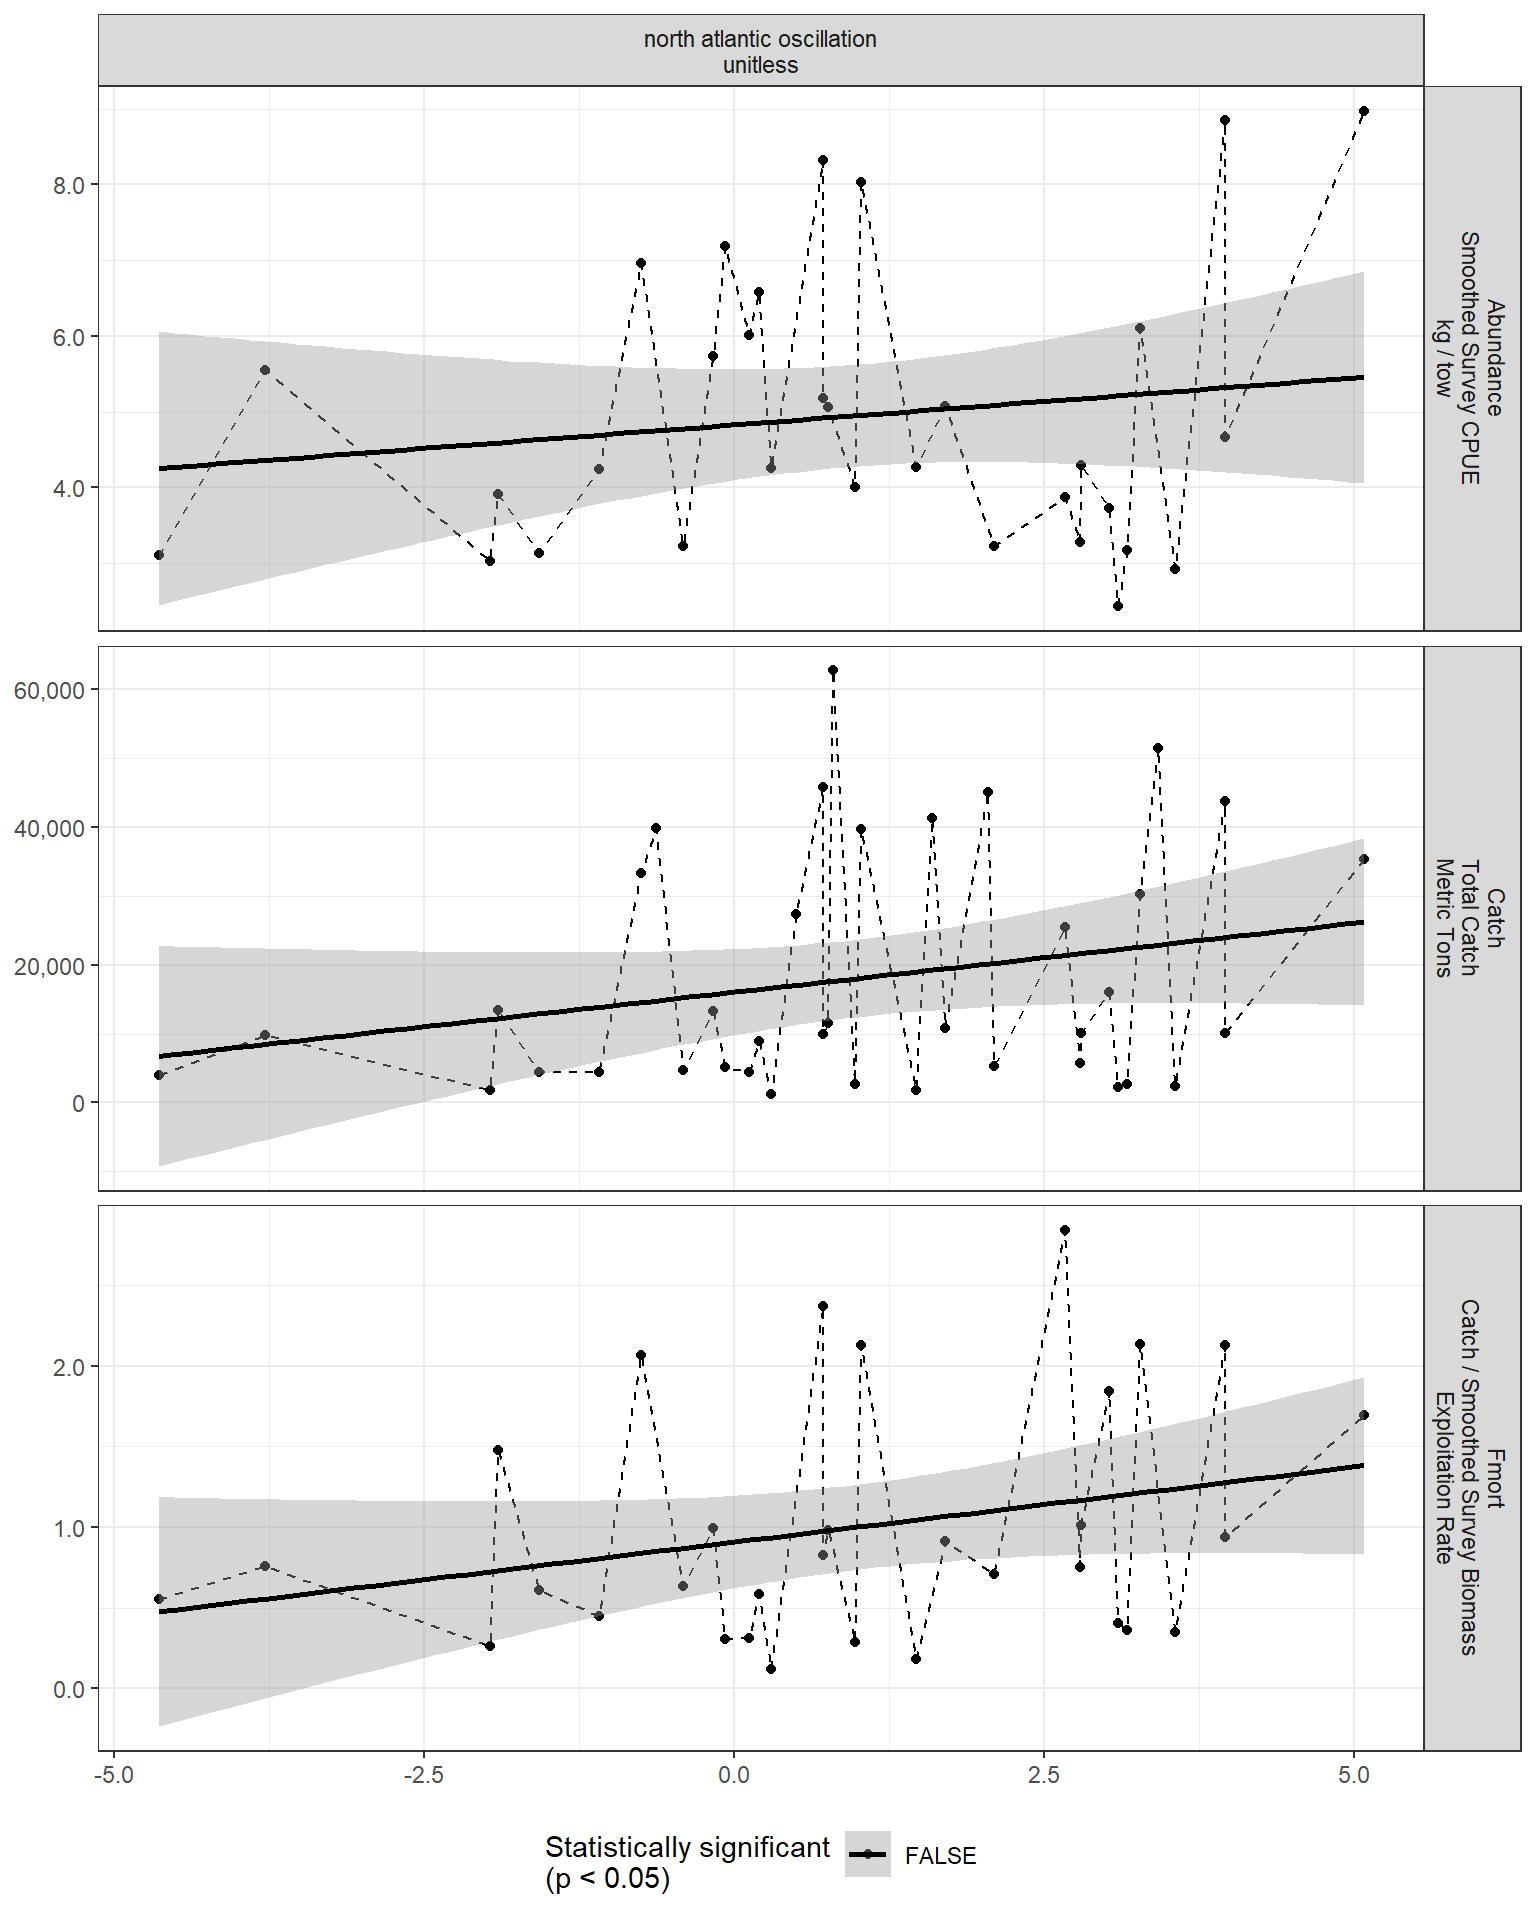 north atlantic oscillation
unitless
8.0
6.0
4.0
Abundance
Smoothed Survey CPUE
kg / tow
60,000
40,000
20,000
0
Catch
Total Catch
Metric Tons
2.0
1.0
0.0
Fmort
Catch / Smoothed Survey Biomass
Exploitation Rate
-5.0
-2.5
0.0
2.5
5.0
Statistically significant
(p < 0.05)
FALSE